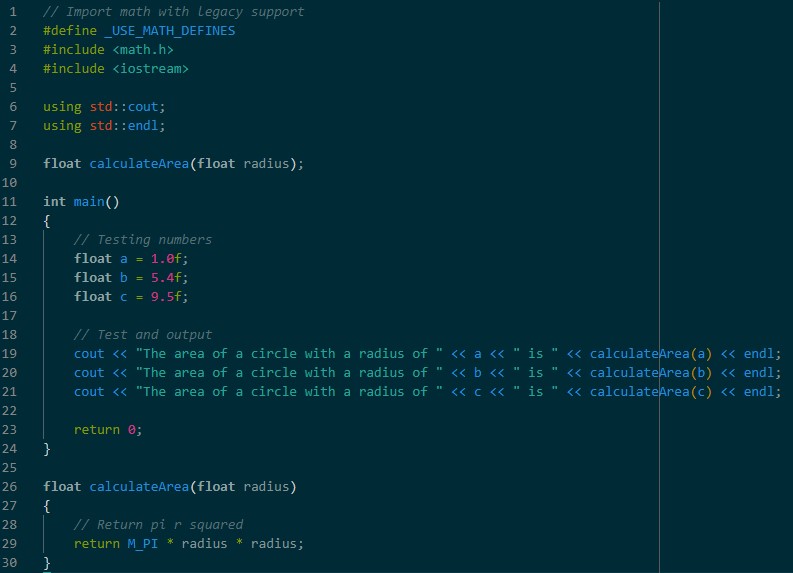 1 // Import math with legacy support
2 #define _USE_MATH_DEFINES
3 #include <math.h>
4 #include <iostream>
5
6 using std::cout;
7 using std::endl;
8
9 float calculateArea(float radius);
10
11 int main()
12 {
13     // Testing numbers
14     float a = 1.0f;
15     float b = 5.4f;
16     float c = 9.5f;
17
18     // Test and output
19     cout << "The area of a circle with a radius of " << a << " is " << calculateArea(a) << endl;
20     cout << "The area of a circle with a radius of " << b << " is " << calculateArea(b) << endl;
21     cout << "The area of a circle with a radius of " << c << " is " << calculateArea(c) << endl;
22
23     return 0;
24 }
25
26 float calculateArea(float radius)
27 {
28     // Return pi r squared
29     return M_PI * radius * radius;
30 }